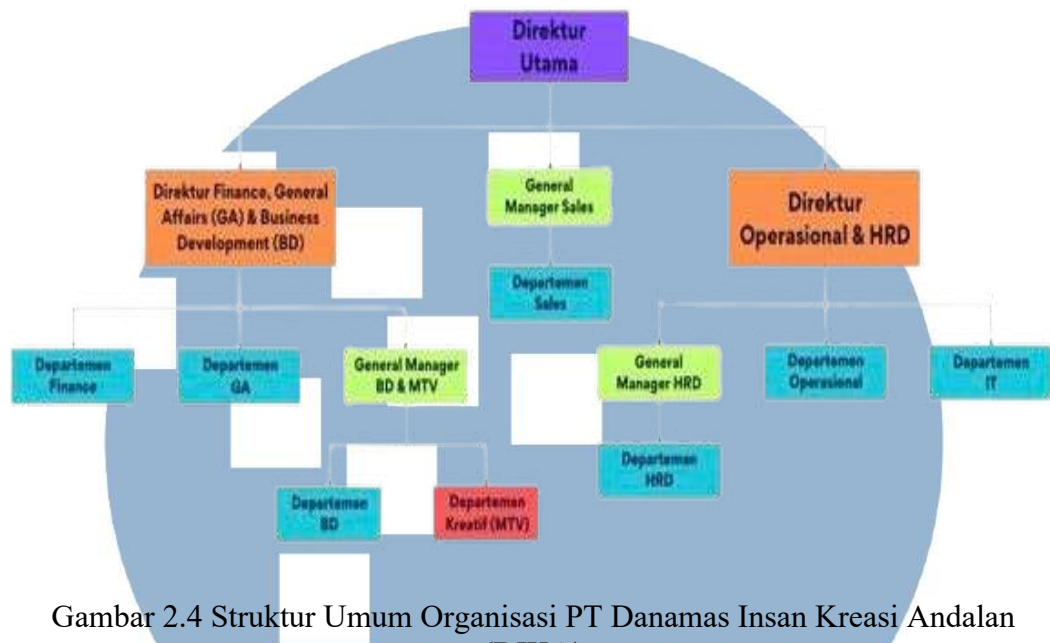 Direktur
Utama
Direktur Finance, General
Affairs (GA) & Business
Development (BD)
General
Manager Sales
Direktur
Operasional & HRD
Departemen
Sales
Departemen
Finance
Departemen
GA
General Manager
BD & MTV
General
Manager HRD
Departemen
Operasional
Departemen
IT
Departemen
HRD
Departemen
BD
Departemen
Kreatif (MTV)
Gambar 2.4 Struktur Umum Organisasi PT Danamas Insan Kreasi Andalan